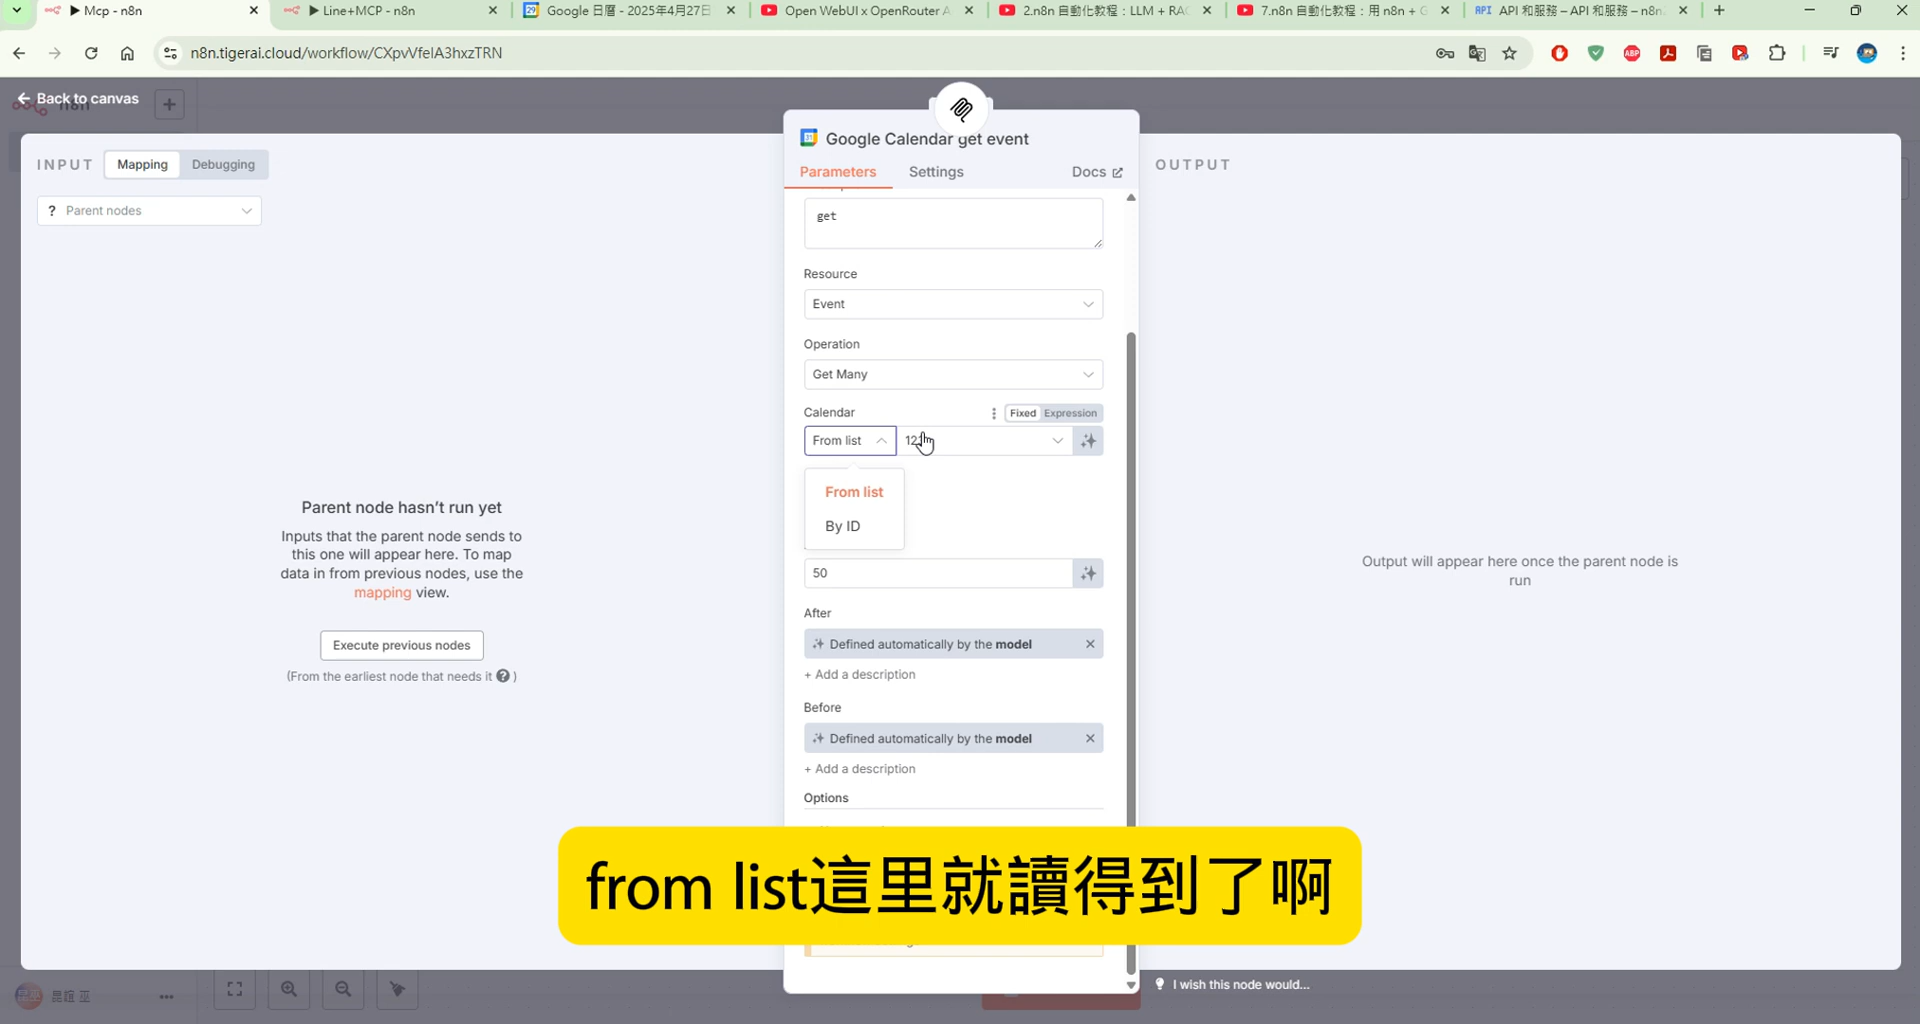 Mcp - n8n
Line+MCP - n8n
Google 日曆 - 2025年4月27日
Open WebUI x OpenRouter
2.n8n 自動化教程：LLM + RAG
7.n8n 自動化教程：用 n8n +
API API 和服務 – API 和服務 – n8n
n8n.tigerai.cloud/workflow/CXpvVfelA3hxzTRN
ABP
Back to canvas
n8n
INPUT
Mapping
Debugging
? Parent nodes
Parent node hasn't run yet
Inputs that the parent node sends to
this one will appear here. To map
data in from previous nodes, use the
mapping view.
Execute previous nodes
(From the earliest node that needs it ? )
Google Calendar get event
Parameters
Settings
Docs
get
Resource
Event
Operation
Get Many
Calendar
Fixed
Expression
From list
From list
By ID
50
After
Defined automatically by the model
+ Add a description
Before
Defined automatically by the model
+ Add a description
Options
OUTPUT
Output will appear here once the parent node is
run
from list這里就讀得到了啊
I wish this node would...